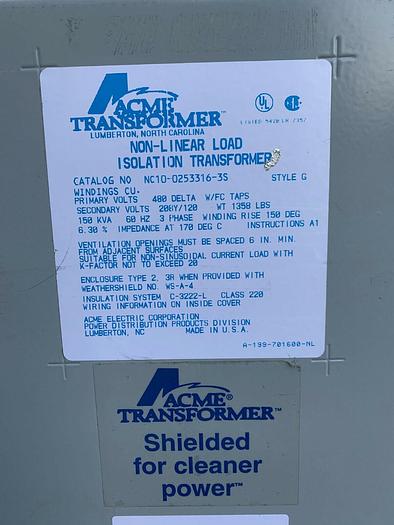 ACME
TRANSFORMER™
LUMBERTON, NORTH CAROLINA
UL
LISTED
NON-LINEAR LOAD
ISOLATION TRANSFORMER
CATALOG NO NC10-0253316-3S STYLE G
WINDINGS CU.
PRIMARY VOLTS 480 DELTA W/FC TAPS
SECONDARY VOLTS 208Y/120 WT 1358 LBS
150 KVA 60 HZ 3 PHASE WINDING RISE 150 DEG
6.30 % IMPEDANCE AT 170 DEG C INSTRUCTIONS A1
VENTILATION OPENINGS MUST BE SPACED 6 IN. MIN.
FROM ADJACENT SURFACES
SUITABLE FOR NON-SINUSOIDAL CURRENT LOAD WITH
K-FACTOR NOT TO EXCEED 20
ENCLOSURE TYPE 2, 3R WHEN PROVIDED WITH
WEATHERSHIELD NO. WS-A-4
INSULATION SYSTEM C-3222-L CLASS 220
WIRING INFORMATION ON INSIDE COVER
ACME ELECTRIC CORPORATION
POWER DISTRIBUTION PRODUCTS DIVISION
LUMBERTON, NC MADE IN U.S.A.
A-199-701600-NL
ACME®
TRANSFORMER™
Shielded
for cleaner
power™